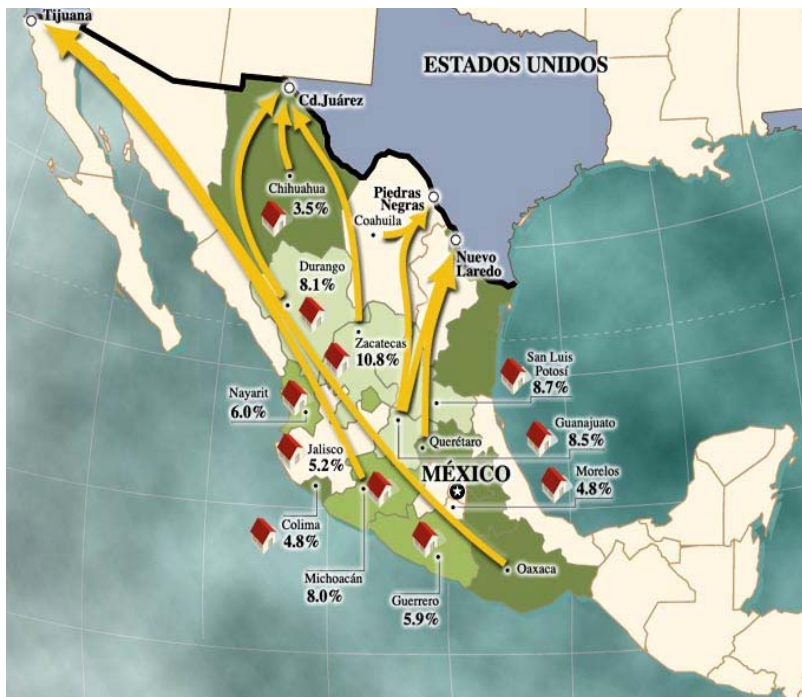 Tijuana
ESTADOS UNIDOS
Cd.Juárez
Chihuahua
3.5%
Piedras
Negras
Coahuila
Nuevo
Laredo
Durango
8.1%
Zacatecas
10.8%
San Luis
Potosí
8.7%
Nayarit
6.0%
Guanajuato
8.5%
Querétaro
Jalisco
5.2%
MÉXICO
Morelos
4.8%
Colima
4.8%
Michoacán
8.0%
Guerrero
5.9%
Oaxaca